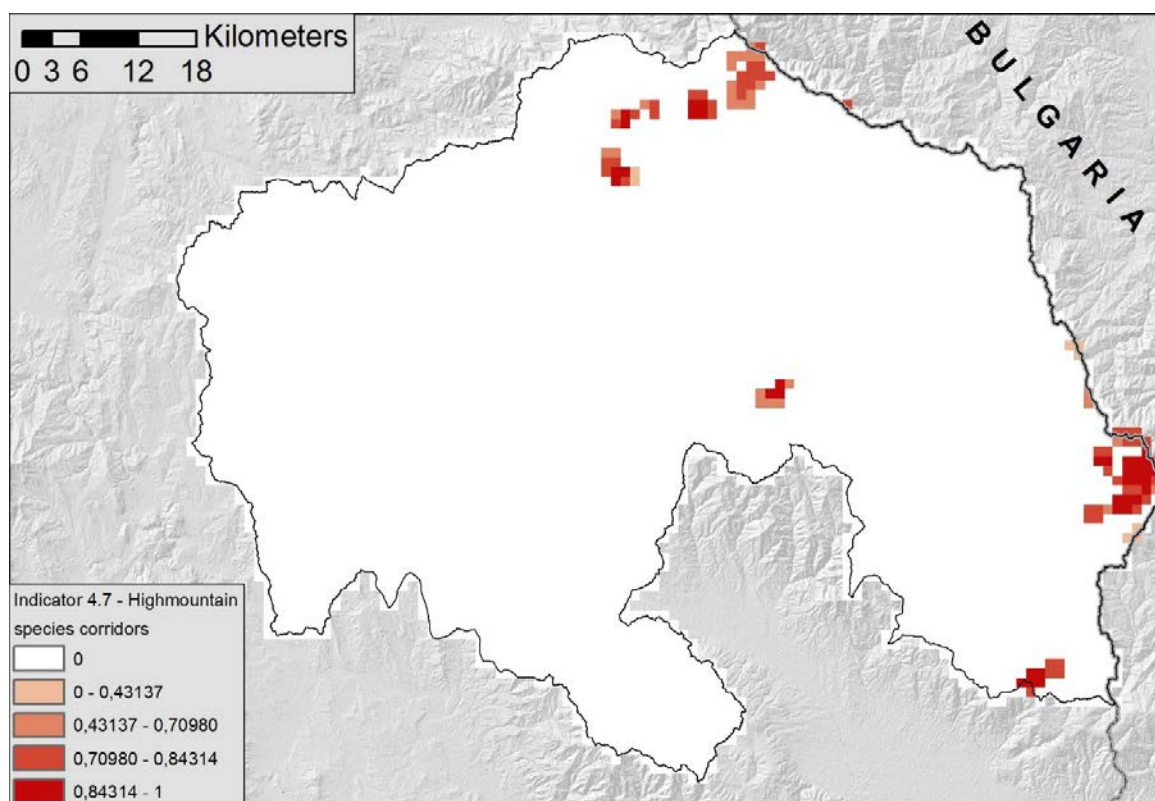 Kilometers
0 3 6 12 18
BULGARIA
Indicator 4.7 - Highmountain
species corridors
0
0 - 0,43137
0,43137 - 0,70980
0,70980 - 0,84314
0,84314 - 1